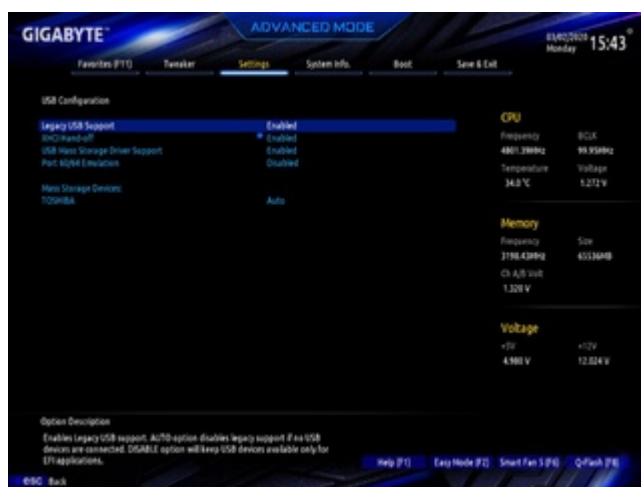 GIGABYTE
ADVANCED MODE
03/02/2020 Monday 15:43
Favorites (F11) Tweaker Settings System Info. Boot Save & Exit
USB Configuration
Legacy USB Support Enabled
XHCI Hand-off * Enabled
USB Mass Storage Driver Support Enabled
Port 60/64 Emulation Disabled
Mass Storage Devices:
TOSHIBA Auto
CPU
Frequency BCLK
4801.39MHz 99.95MHz
Temperature Voltage
34.0 °C 1.272 V
Memory
Frequency Size
3198.43MHz 65536MB
Ch A/B Volt
1.320 V
Voltage
+5V +12V
4.980 V 12.024 V
Option Description
Enables Legacy USB support. AUTO option disables legacy support if no USB
devices are connected. DISABLE option will keep USB devices available only for
EFI applications.
Help (F1) Easy Mode (F2) Smart Fan 5 (F6) Q-Flash (F8)
esc Back